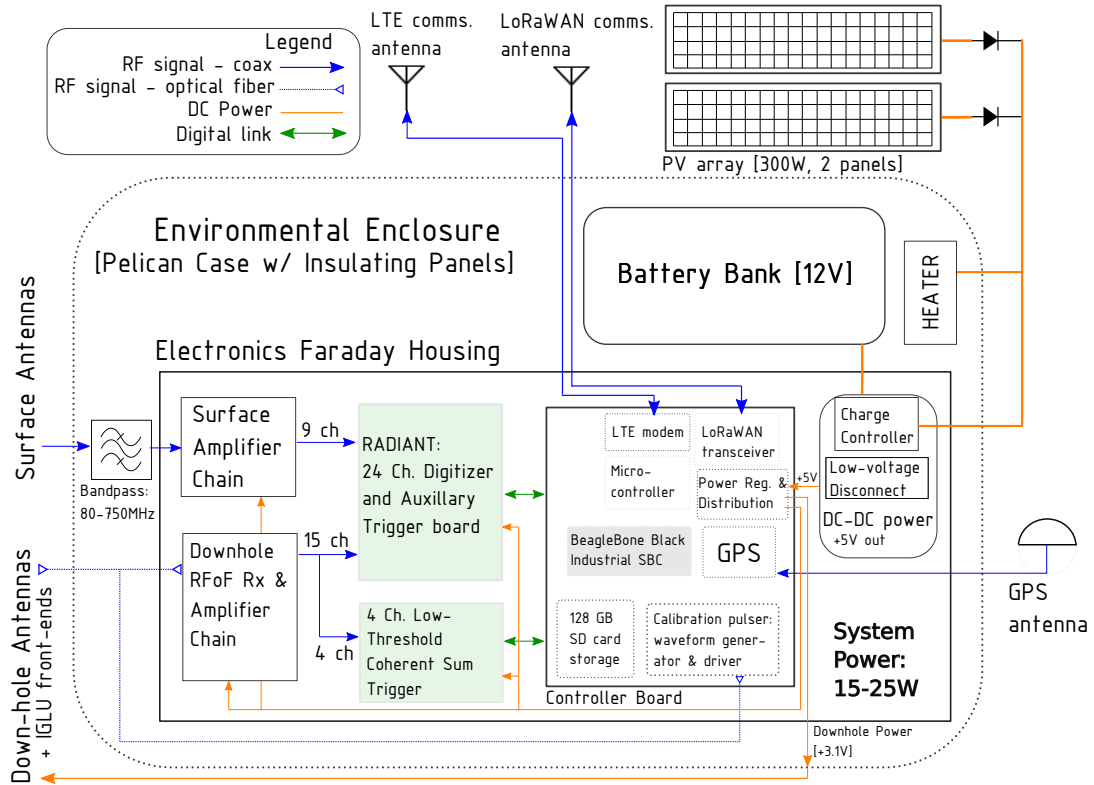 Legend
RF signal - coax
RF signal - optical fiber
DC Power
Digital link
LTE comms.
antenna
LoRaWAN comms.
antenna
PV array [300W, 2 panels]
Environmental Enclosure
[Pelican Case w/ Insulating Panels]
Battery Bank [12V]
HEATER
Electronics Faraday Housing
Surface Antennas
Bandpass:
80-750MHz
Surface
Amplifier
Chain
9 ch
RADIANT:
24 Ch. Digitizer
and Auxillary
Trigger board
LTE modem
LoRaWAN
transceiver
Micro-
controller
Power Reg. &
Distribution
+5V
Charge
Controller
Low-voltage
Disconnect
DC-DC power
+5V out
BeagleBone Black
Industrial SBC
GPS
GPS
antenna
Down-hole Antennas
+ IGLU front-ends
Downhole
RFoF Rx &
Amplifier
Chain
15 ch
4 ch
4 Ch. Low-
Threshold
Coherent Sum
Trigger
128 GB
SD card
storage
Calibration pulser:
waveform gener-
ator & driver
Controller Board
System
Power:
15-25W
Downhole Power
[+3.1V]